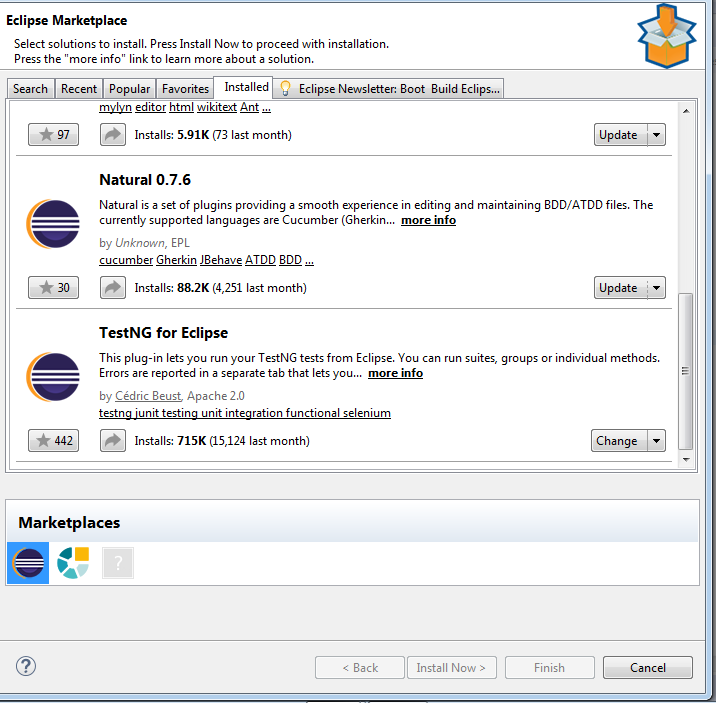 Eclipse Marketplace
Select solutions to install. Press Install Now to proceed with installation.
Press the "more info" link to learn more about a solution.
Search Recent Popular Favorites Installed Eclipse Newsletter: Boot Build Eclips...
mylyn editor html wikitext Ant ...
97 Installs: 5.91K (73 last month) Update
Natural 0.7.6
Natural is a set of plugins providing a smooth experience in editing and maintaining BDD/ATDD files. The
currently supported languages are Cucumber (Gherkin... more info
by Unknown, EPL
cucumber Gherkin JBehave ATDD BDD ...
30 Installs: 88.2K (4,251 last month) Update
TestNG for Eclipse
This plug-in lets you run your TestNG tests from Eclipse. You can run suites, groups or individual methods.
Errors are reported in a separate tab that lets you... more info
by Cédric Beust, Apache 2.0
testng junit testing unit integration functional selenium
442 Installs: 715K (15,124 last month) Change
Marketplaces
?
? < Back Install Now > Finish Cancel